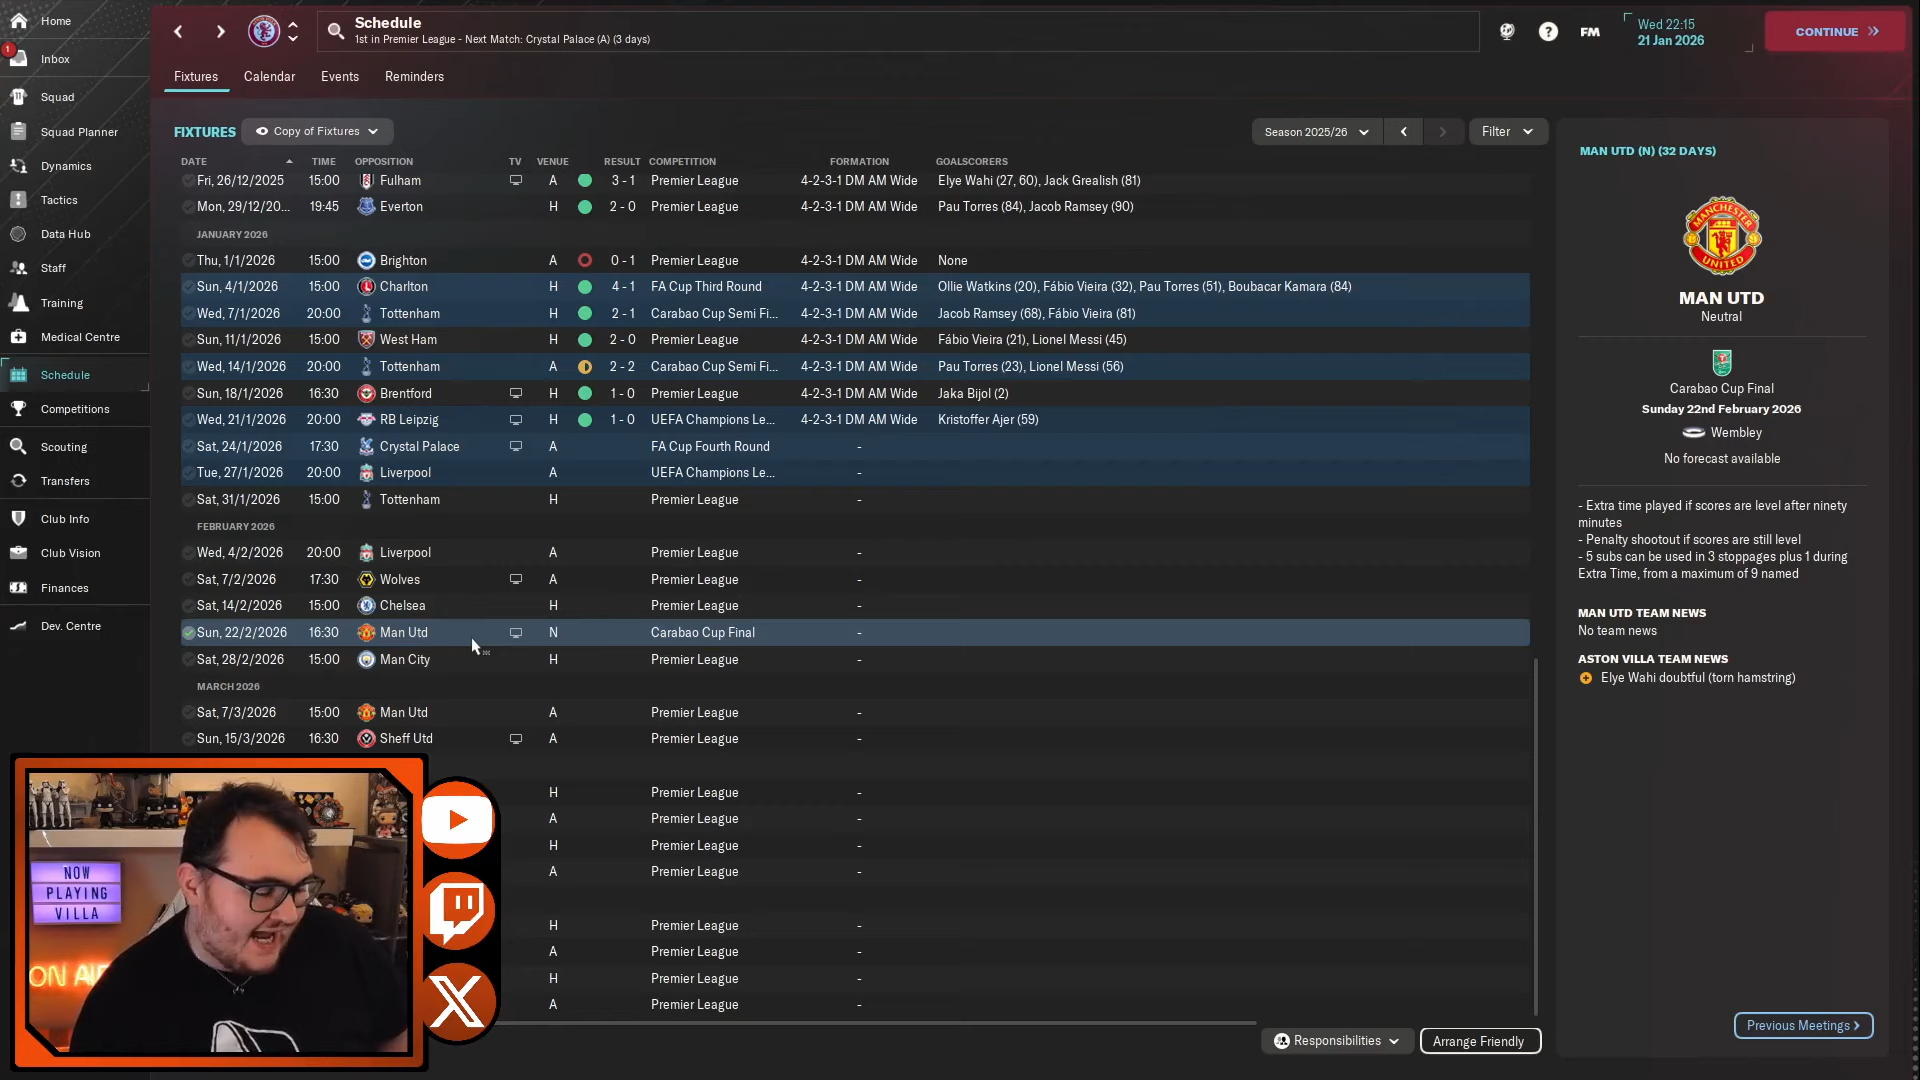 Home
Schedule
1st in Premier League - Next Match: Crystal Palace (A) (3 days)
FM
Wed 22:15
21 Jan 2026
CONTINUE
1
Inbox
Squad
Squad Planner
Dynamics
Tactics
Data Hub
Staff
Training
Medical Centre
Schedule
Competitions
Scouting
Transfers
Club Info
Club Vision
Finances
Dev. Centre
Fixtures Calendar Events Reminders
FIXTURES Copy of Fixtures Season 2025/26 Filter
DATE TIME OPPOSITION TV VENUE RESULT COMPETITION FORMATION GOALSCORERS
Fri, 26/12/2025 15:00 Fulham A 3 - 1 Premier League 4-2-3-1 DM AM Wide Elye Wahi (27, 60), Jack Grealish (81)
Mon, 29/12/20... 19:45 Everton H 2 - 0 Premier League 4-2-3-1 DM AM Wide Pau Torres (84), Jacob Ramsey (90)
JANUARY 2026
Thu, 1/1/2026 15:00 Brighton A 0 - 1 Premier League 4-2-3-1 DM AM Wide None
Sun, 4/1/2026 15:00 Charlton H 4 - 1 FA Cup Third Round 4-2-3-1 DM AM Wide Ollie Watkins (20), Fábio Vieira (32), Pau Torres (51), Boubacar Kamara (84)
Wed, 7/1/2026 20:00 Tottenham H 2 - 1 Carabao Cup Semi Fi... 4-2-3-1 DM AM Wide Jacob Ramsey (68), Fábio Vieira (81)
Sun, 11/1/2026 15:00 West Ham H 2 - 0 Premier League 4-2-3-1 DM AM Wide Fábio Vieira (21), Lionel Messi (45)
Wed, 14/1/2026 20:00 Tottenham A 2 - 2 Carabao Cup Semi Fi... 4-2-3-1 DM AM Wide Pau Torres (23), Lionel Messi (56)
Sun, 18/1/2026 16:30 Brentford H 1 - 0 Premier League 4-2-3-1 DM AM Wide Jaka Bijol (2)
Wed, 21/1/2026 20:00 RB Leipzig H 1 - 0 UEFA Champions Le... 4-2-3-1 DM AM Wide Kristoffer Ajer (59)
Sat, 24/1/2026 17:30 Crystal Palace A FA Cup Fourth Round -
Tue, 27/1/2026 20:00 Liverpool A UEFA Champions Le... -
Sat, 31/1/2026 15:00 Tottenham H Premier League -
FEBRUARY 2026
Wed, 4/2/2026 20:00 Liverpool A Premier League -
Sat, 7/2/2026 17:30 Wolves A Premier League -
Sat, 14/2/2026 15:00 Chelsea H Premier League -
Sun, 22/2/2026 16:30 Man Utd N Carabao Cup Final -
Sat, 28/2/2026 15:00 Man City H Premier League -
MARCH 2026
Sat, 7/3/2026 15:00 Man Utd A Premier League -
Sun, 15/3/2026 16:30 Sheff Utd A Premier League -
H Premier League -
A Premier League -
H Premier League -
A Premier League -
H Premier League -
A Premier League -
H Premier League -
A Premier League -
NOW
PLAYING
VILLA
ON AIR
Responsibilities Arrange Friendly
MAN UTD (N) (32 DAYS)
MANCHESTER
UNITED
MAN UTD
Neutral
Carabao Cup Final
Sunday 22nd February 2026
Wembley
No forecast available
- Extra time played if scores are level after ninety
minutes
- Penalty shootout if scores are still level
- 5 subs can be used in 3 stoppages plus 1 during
Extra Time, from a maximum of 9 named
MAN UTD TEAM NEWS
No team news
ASTON VILLA TEAM NEWS
Elye Wahi doubtful (torn hamstring)
Previous Meetings